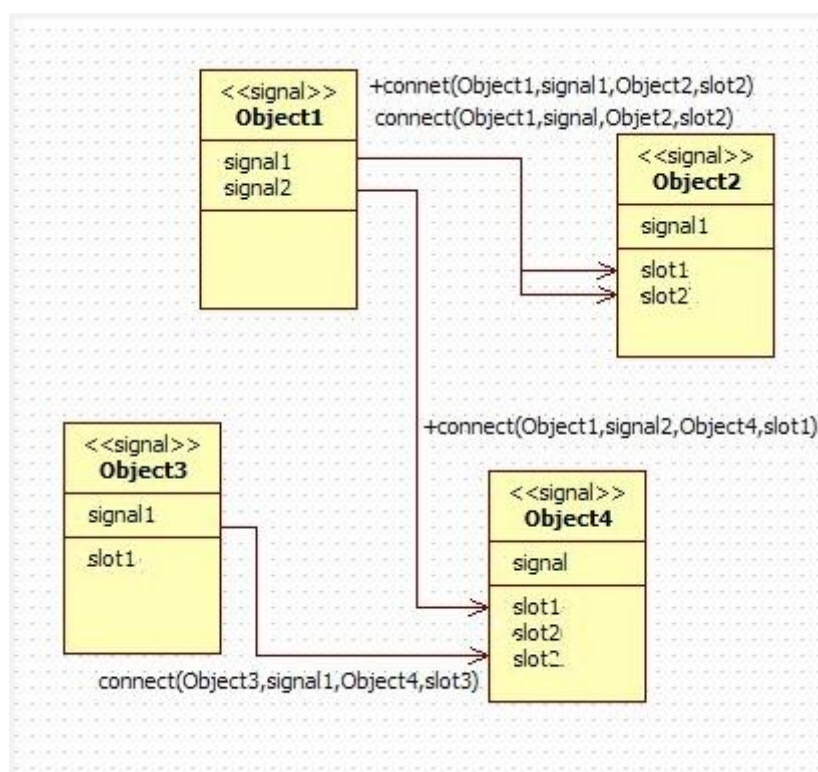 <<signal>>
Object1
signal1
signal2
+connet(Object1,signal1,Object2,slot2)
connect(Object1,signal,Objet2,slot2)
<<signal>>
Object2
signal1
slot1
slot2
+connect(Object1,signal2,Object4,slot1)
<<signal>>
Object3
signal1
slot1
<<signal>>
Object4
signal
slot1
slot2
connect(Object3,signal1,Object4,slot3)